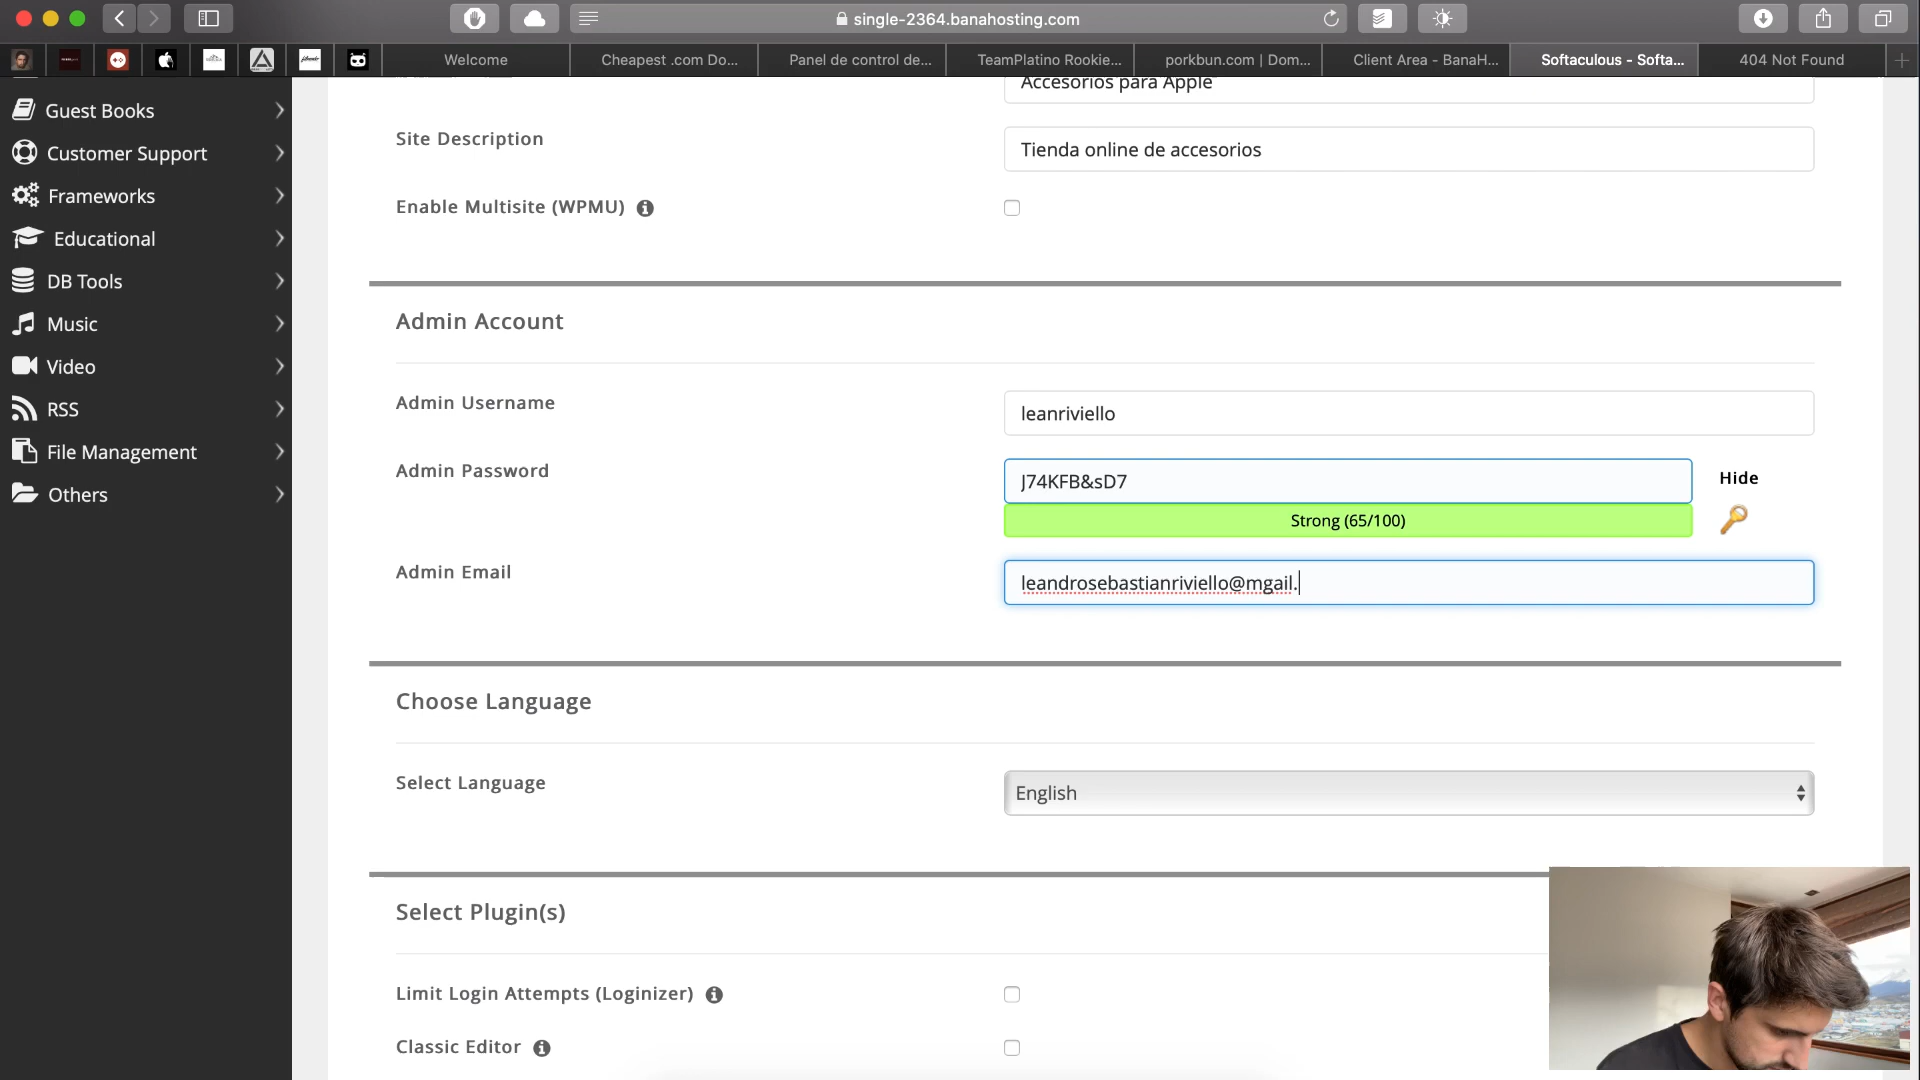 single-2364.banahosting.com
Welcome
Cheapest .com Do...
Panel de control de...
TeamPlatino Rookie...
porkbun.com | Dom...
Client Area - BanaH...
Softaculous - Softa...
404 Not Found
Guest Books
Customer Support
Frameworks
Educational
DB Tools
Music
Video
RSS
File Management
Others
Accesorios para Apple
Site Description
Tienda online de accesorios
Enable Multisite (WPMU)
Admin Account
Admin Username
leanriviello
Admin Password
J74KFB&sD7
Hide
Strong (65/100)
Admin Email
leandrosebastianriviello@mgail.
Choose Language
Select Language
English
Select Plugin(s)
Limit Login Attempts (Loginizer)
Classic Editor